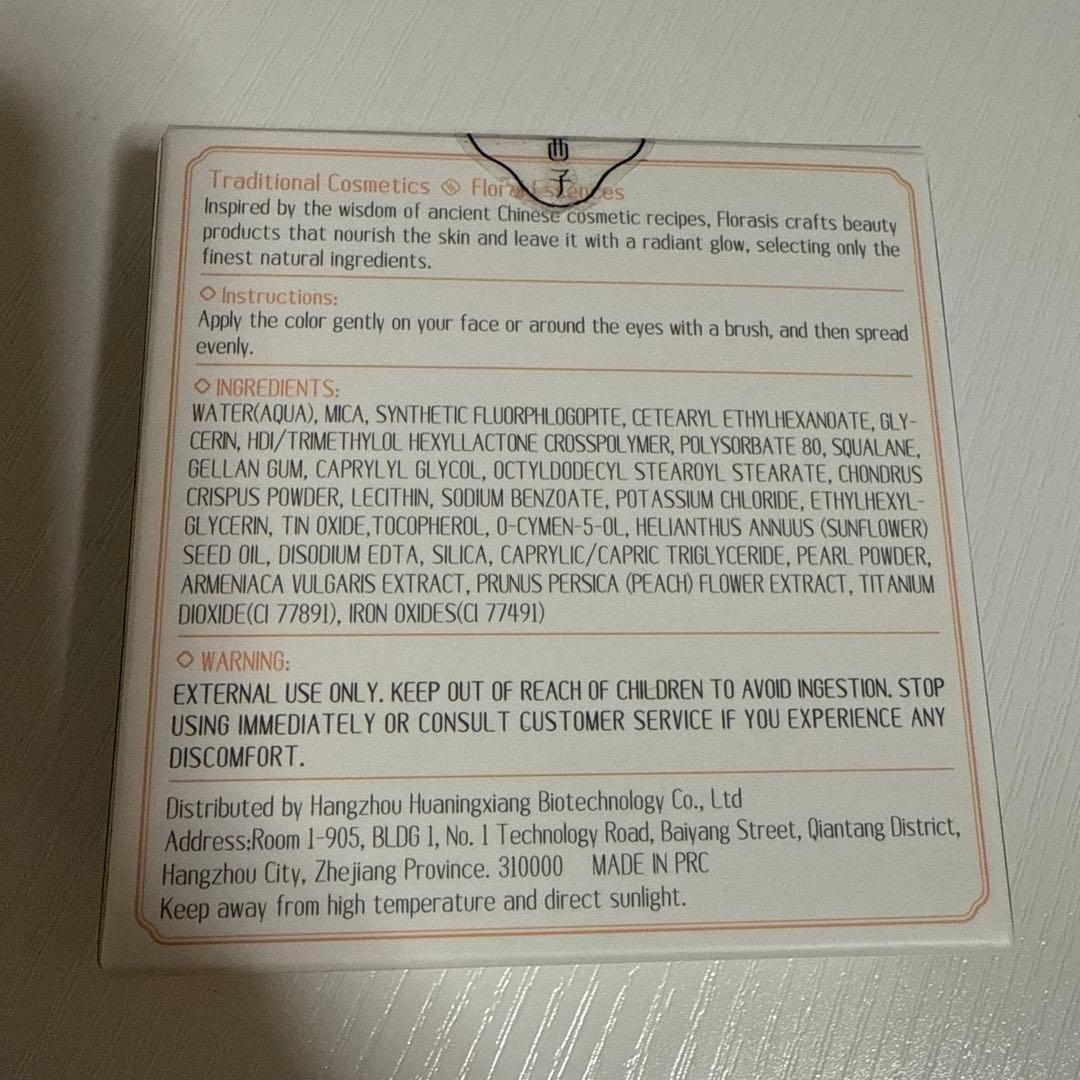 Traditional Cosmetics Floral Essences
Inspired by the wisdom of ancient Chinese cosmetic recipes, Florasis crafts beauty
products that nourish the skin and leave it with a radiant glow, selecting only the
finest natural ingredients.
Instructions:
Apply the color gently on your face or around the eyes with a brush, and then spread
evenly.
INGREDIENTS:
WATER(AQUA), MICA, SYNTHETIC FLUORPHLOGOPITE, CETEARYL ETHYLHEXANOATE, GLY-
CERIN, HDI/TRIMETHYLOL HEXYLLACTONE CROSSPOLYMER, POLYSORBATE 80, SQUALANE,
GELLAN GUM, CAPRYLYL GLYCOL, OCTYLDODECYL STEAROYL STEARATE, CHONDRUS
CRISPUS POWDER, LECITHIN, SODIUM BENZOATE, POTASSIUM CHLORIDE, ETHYLHEXYL-
GLYCERIN, TIN OXIDE,TOCOPHEROL, O-CYMEN-5-OL, HELIANTHUS ANNUUS (SUNFLOWER)
SEED OIL, DISODIUM EDTA, SILICA, CAPRYLIC/CAPRIC TRIGLYCERIDE, PEARL POWDER,
ARMENIACA VULGARIS EXTRACT, PRUNUS PERSICA (PEACH) FLOWER EXTRACT, TITANIUM
DIOXIDE(CI 77891), IRON OXIDES(CI 77491)
WARNING:
EXTERNAL USE ONLY. KEEP OUT OF REACH OF CHILDREN TO AVOID INGESTION. STOP
USING IMMEDIATELY OR CONSULT CUSTOMER SERVICE IF YOU EXPERIENCE ANY
DISCOMFORT.
Distributed by Hangzhou Huaningxiang Biotechnology Co., Ltd
Address:Room 1-905, BLDG 1, No. 1 Technology Road, Baiyang Street, Qiantang District,
Hangzhou City, Zhejiang Province. 310000 MADE IN PRC
Keep away from high temperature and direct sunlight.